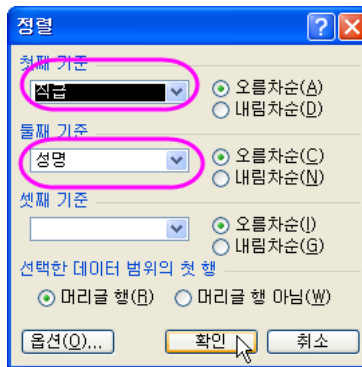 정렬
첫째 기준
직급
오름차순(A)
내림차순(D)
둘째 기준
성명
오름차순(C)
내림차순(N)
셋째 기준
오름차순(I)
내림차순(G)
선택한 데이터 범위의 첫 행
머리글 행(R) 머리글 행 아님(W)
옵션(O)... 확인 취소